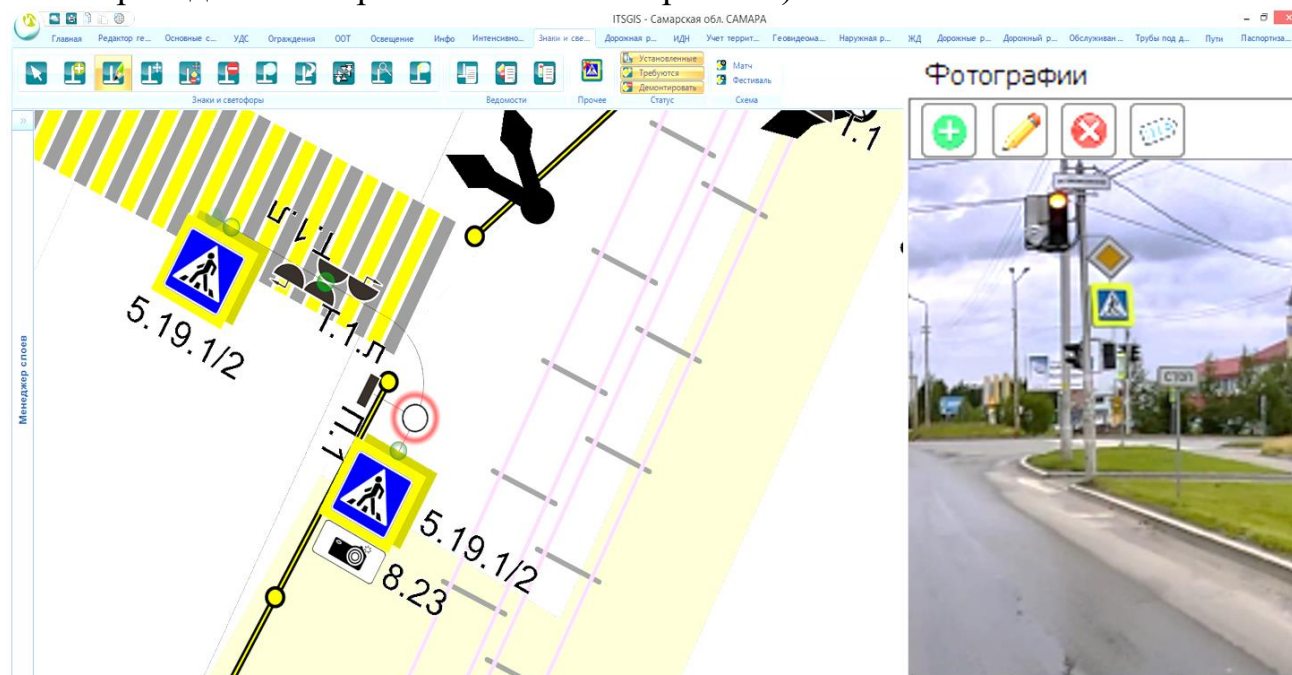 ITSGIS - Самарская обл. САМАРА
Главная Редактор ге... Основные с... УДС Ограждения ООТ Освещение Инфо Интенсивно... Знаки и све... Дорожная р... ИДН Учет террит... Геовидеома... Наружная р... ЖД Дорожные р... Дорожный р... Обслуживан... Трубы под д... Пути Паспортиза...
Установленные
Требуются
Демонтировать
Матч
Фестиваль
Знаки и светофоры Ведомости Прочее Статус Схема
Менеджер слоев
Т.1
Т.1.л
5.19.1/2
Т.1.л
П.1
5.19.1/2
8.23
Фотографии
СТОП